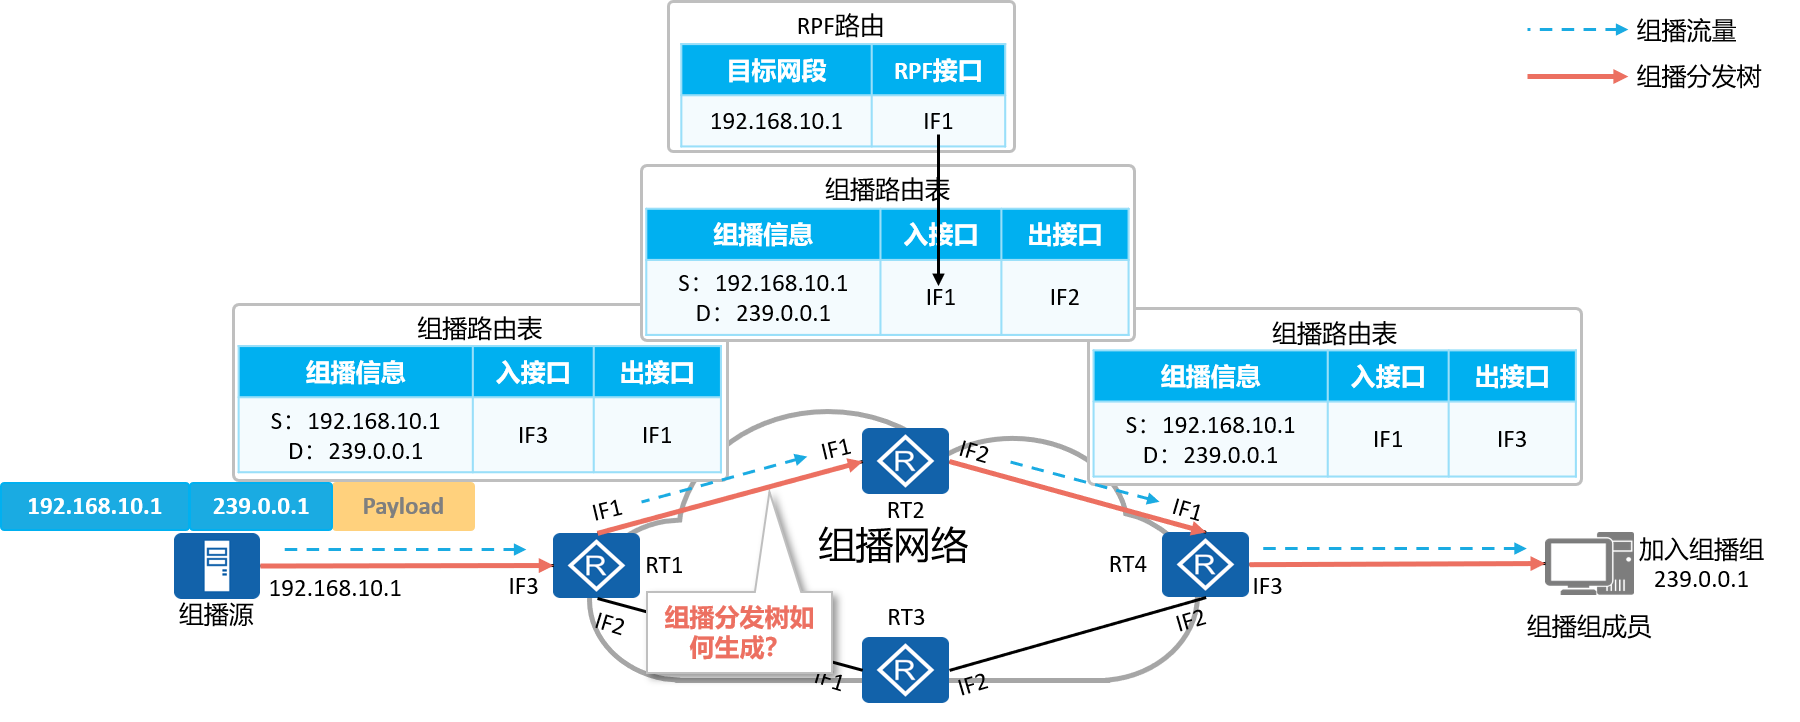 RPF路由
目标网段 RPF接口
192.168.10.1 IF1
组播流量
组播分发树
组播路由表
组播信息 入接口 出接口
S：192.168.10.1
D：239.0.0.1
IF1 IF2
组播路由表
组播信息 入接口 出接口
S：192.168.10.1
D：239.0.0.1
IF3 IF1
组播路由表
组播信息 入接口 出接口
S：192.168.10.1
D：239.0.0.1
IF1 IF3
192.168.10.1 239.0.0.1 Payload
组播源
192.168.10.1
IF3
IF1
RT1
IF2
IF1
RT2
IF2
组播网络
组播分发树如
何生成?
RT3
IF1
IF2
IF1
RT4
IF2
IF3
加入组播组
239.0.0.1
组播组成员
R
R
R
R